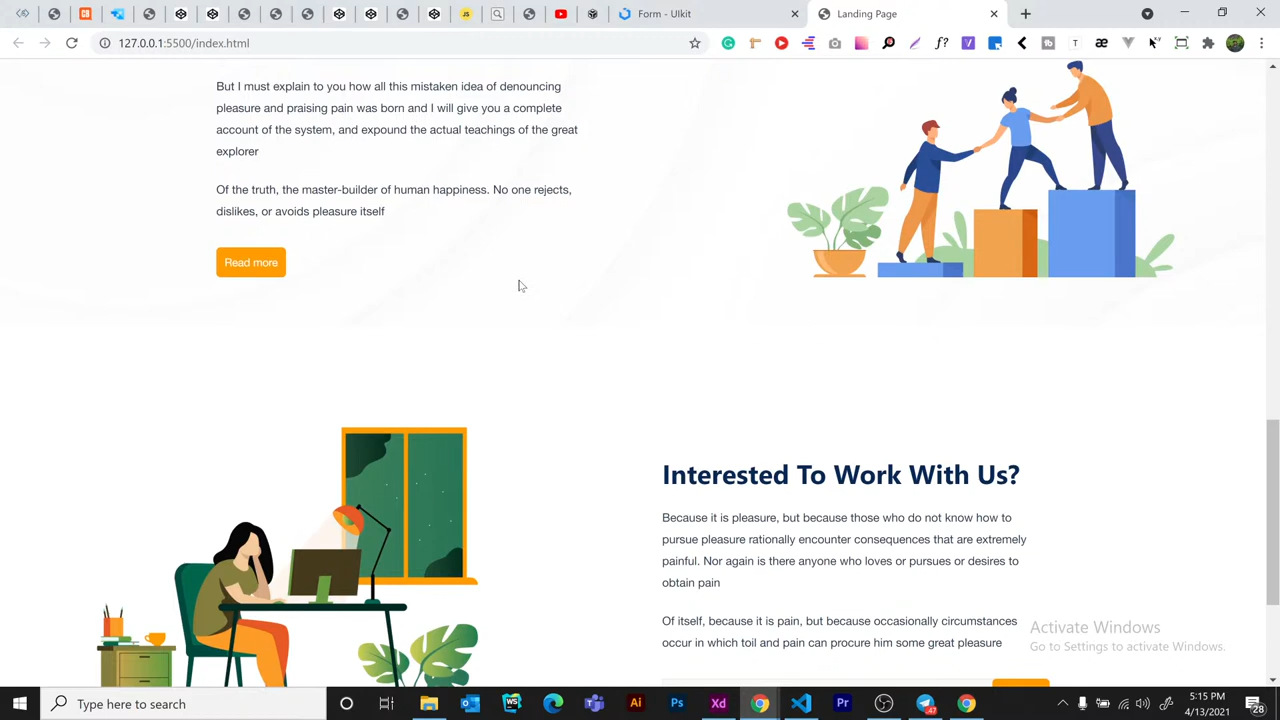 Form - UIkit
Landing Page
127.0.0.1:5500/index.html
But I must explain to you how all this mistaken idea of denouncing
pleasure and praising pain was born and I will give you a complete
account of the system, and expound the actual teachings of the great
explorer
Of the truth, the master-builder of human happiness. No one rejects,
dislikes, or avoids pleasure itself
Read more
Interested To Work With Us?
Because it is pleasure, but because those who do not know how to
pursue pleasure rationally encounter consequences that are extremely
painful. Nor again is there anyone who loves or pursues or desires to
obtain pain
Of itself, because it is pain, but because occasionally circumstances
occur in which toil and pain can procure him some great pleasure
Activate Windows
Go to Settings to activate Windows.
Type here to search
Ai
Ps
Xd
Pr
47
5:15 PM
4/13/2021
28